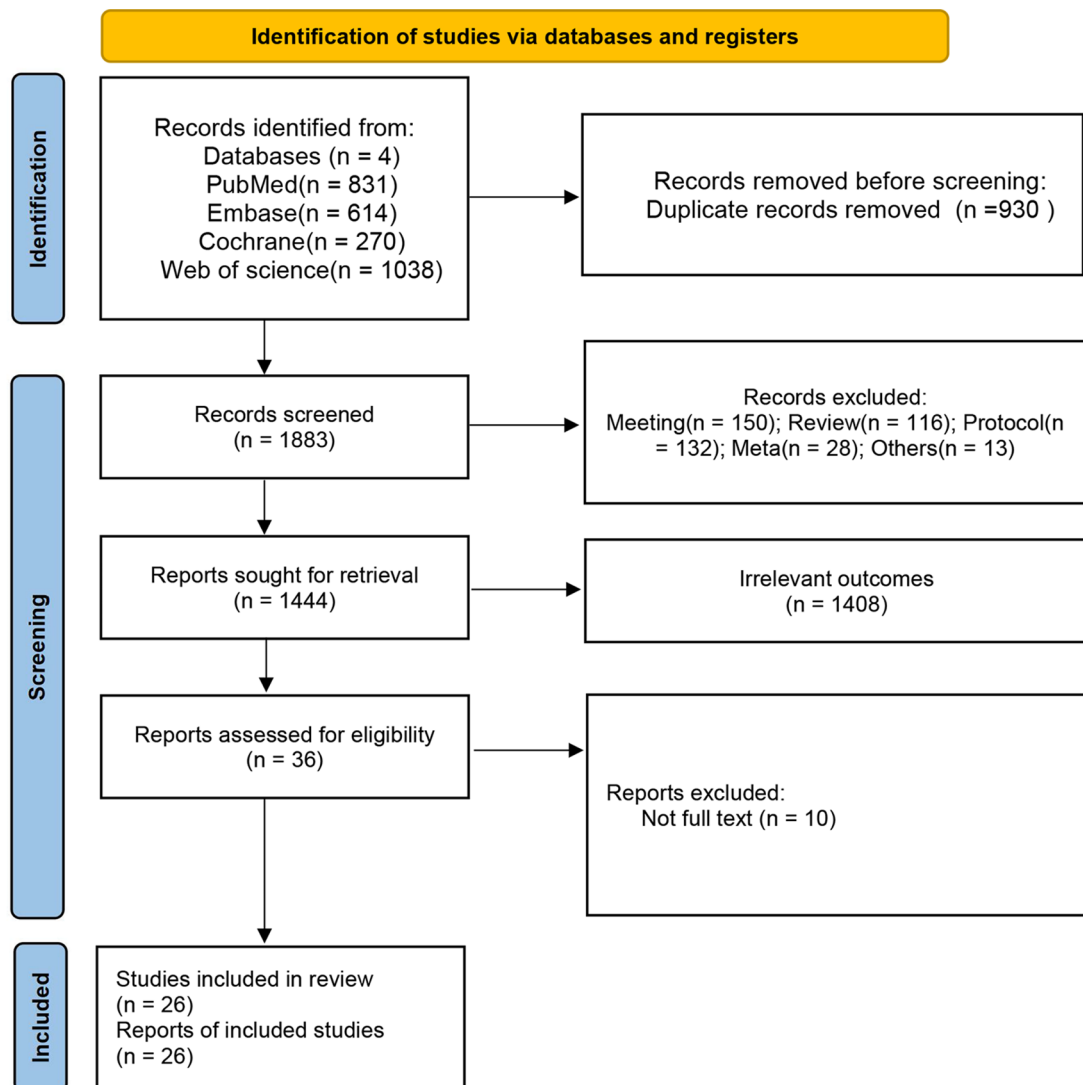 Identification of studies via databases and registers
Identification
Records identified from:
Databases (n = 4)
PubMed(n = 831)
Embase(n = 614)
Cochrane(n = 270)
Web of science(n = 1038)
Records removed before screening:
Duplicate records removed (n =930 )
Screening
Records screened
(n = 1883)
Records excluded:
Meeting(n = 150); Review(n = 116); Protocol(n
= 132); Meta(n = 28); Others(n = 13)
Reports sought for retrieval
(n = 1444)
Irrelevant outcomes
(n = 1408)
Reports assessed for eligibility
(n = 36)
Reports excluded:
Not full text (n = 10)
Included
Studies included in review
(n = 26)
Reports of included studies
(n = 26)